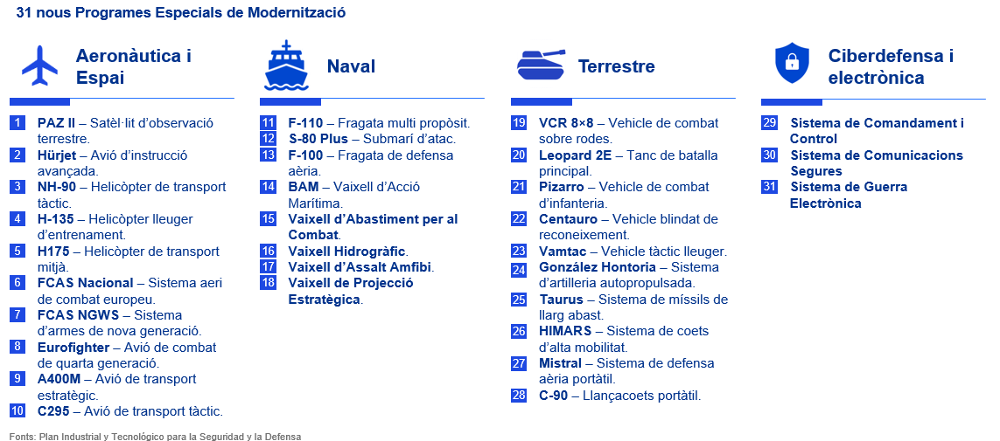 31 nous Programes Especials de Modernització
Aeronàutica i
Espai
1 PAZ II – Satèl·lit d’observació
terrestre.
2 Hürjet – Avió d’instrucció
avançada.
3 NH-90 – Helicòpter de transport
tàctic.
4 H-135 – Helicòpter lleuger
d’entrenament.
5 H175 – Helicòpter de transport
mitjà.
6 FCAS Nacional – Sistema aeri
de combat europeu.
7 FCAS NGWS – Sistema
d’armes de nova generació.
8 Eurofighter – Avió de combat
de quarta generació.
9 A400M – Avió de transport
estratègic.
10 C295 – Avió de transport tàctic.
Naval
11 F-110 – Fragata multi propòsit.
12 S-80 Plus – Submarí d’atac.
13 F-100 – Fragata de defensa
aèria.
14 BAM – Vaixell d’Acció
Marítima.
15 Vaixell d’Abastiment per al
Combat.
16 Vaixell Hidrogràfic.
17 Vaixell d’Assalt Amfibi.
18 Vaixell de Projecció
Estratègica.
Terrestre
19 VCR 8×8 – Vehicle de combat
sobre rodes.
20 Leopard 2E – Tanc de batalla
principal.
21 Pizarro – Vehicle de combat
d’infanteria.
22 Centauro – Vehicle blindat de
reconeixement.
23 Vamtac – Vehicle tàctic lleuger.
24 González Hontoria – Sistema
d’artilleria autopropulsada.
25 Taurus – Sistema de míssils de
llarg abast.
26 HIMARS – Sistema de coets
d’alta mobilitat.
27 Mistral – Sistema de defensa
aèria portàtil.
28 C-90 – Llançacoets portàtil.
Ciberdefensa i
electrònica
29 Sistema de Comandament i
Control
30 Sistema de Comunicacions
Segures
31 Sistema de Guerra
Electrònica
Fonts: Plan Industrial y Tecnológico para la Seguridad y la Defensa